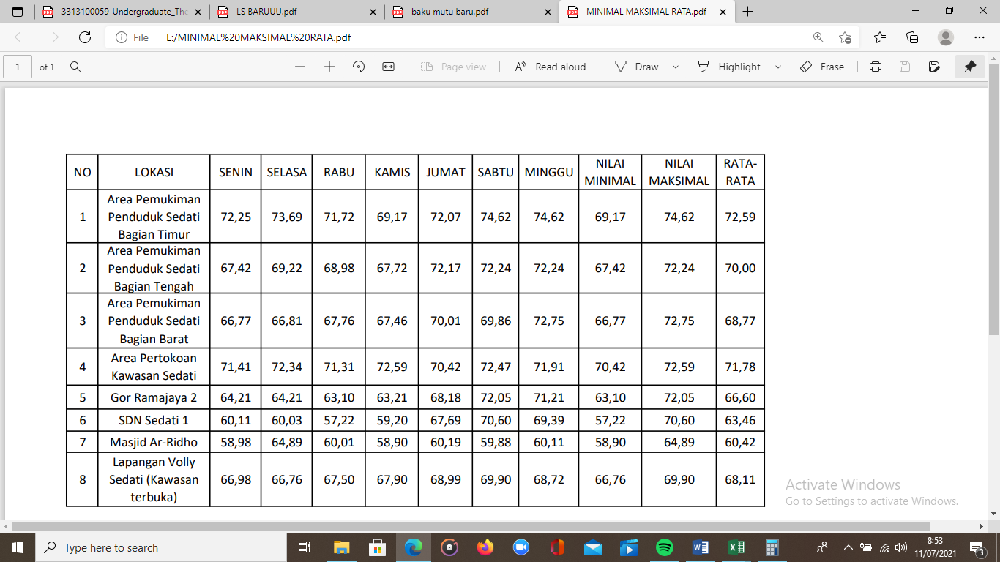 3313100059-Undergraduate_The
LS BARUUU.pdf
baku mutu baru.pdf
MINIMAL MAKSIMAL RATA.pdf
File
E:/MINIMAL%20MAKSIMAL%20RATA.pdf
1 of 1
Page view
Read aloud
Draw
Highlight
Erase
NO LOKASI SENIN SELASA RABU KAMIS JUMAT SABTU MINGGU NILAI MINIMAL NILAI MAKSIMAL RATA-RATA
1 Area Pemukiman Penduduk Sedati Bagian Timur 72,25 73,69 71,72 69,17 72,07 74,62 74,62 69,17 74,62 72,59
2 Area Pemukiman Penduduk Sedati Bagian Tengah 67,42 69,22 68,98 67,72 72,17 72,24 72,24 67,42 72,24 70,00
3 Area Pemukiman Penduduk Sedati Bagian Barat 66,77 66,81 67,76 67,46 70,01 69,86 72,75 66,77 72,75 68,77
4 Area Pertokoan Kawasan Sedati 71,41 72,34 71,31 72,59 70,42 72,47 71,91 70,42 72,59 71,78
5 Gor Ramajaya 2 64,21 64,21 63,10 63,21 68,18 72,05 71,21 63,10 72,05 66,60
6 SDN Sedati 1 60,11 60,03 57,22 59,20 67,69 70,60 69,39 57,22 70,60 63,46
7 Masjid Ar-Ridho 58,98 64,89 60,01 58,90 60,19 59,88 60,11 58,90 64,89 60,42
8 Lapangan Volly Sedati (Kawasan terbuka) 66,98 66,76 67,50 67,90 68,99 69,90 68,72 66,76 69,90 68,11
Activate Windows
Go to Settings to activate Windows.
Type here to search
8:53
11/07/2021
3